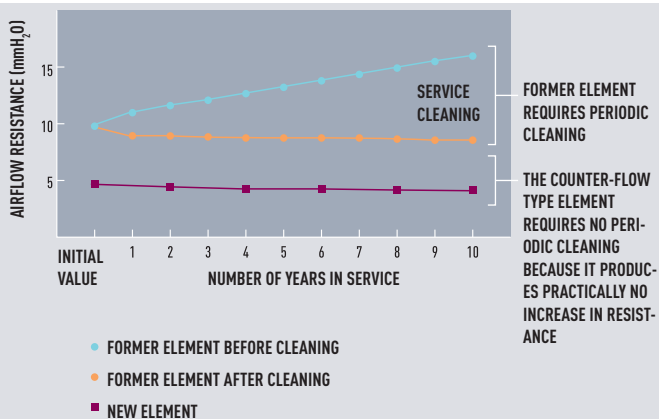 AIRFLOW RESISTANCE (mmH₂O)
15
10
5
SERVICE
CLEANING
FORMER ELEMENT
REQUIRES PERIODIC
CLEANING
THE COUNTER-FLOW
TYPE ELEMENT
REQUIRES NO PERI-
ODIC CLEANING
BECAUSE IT PRODUC-
ES PRACTICALLY NO
INCREASE IN RESIST-
ANCE
INITIAL
VALUE
1 2 3 4 5 6 7 8 9 10
NUMBER OF YEARS IN SERVICE
FORMER ELEMENT BEFORE CLEANING
FORMER ELEMENT AFTER CLEANING
NEW ELEMENT